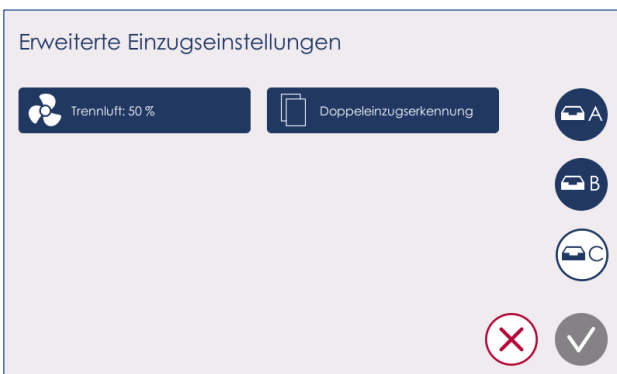 Erweiterte Einzugseinstellungen
Trennluft: 50 %
Doppeleinzugserkennung
A
B
C